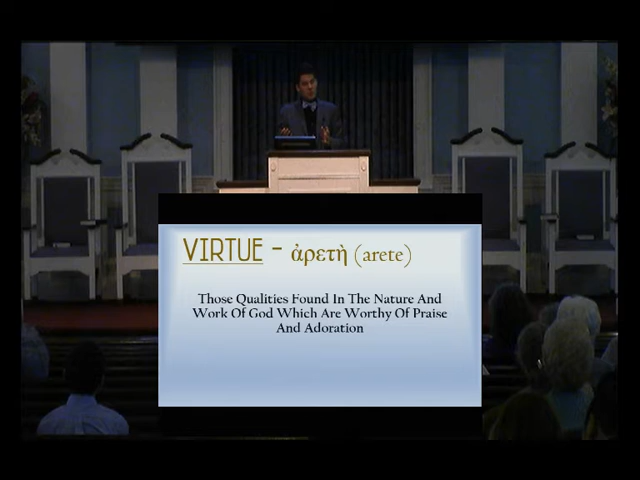 VIRTUE - ἀρετὴ (arete)
Those Qualities Found In The Nature And
Work Of God Which Are Worthy Of Praise
And Adoration